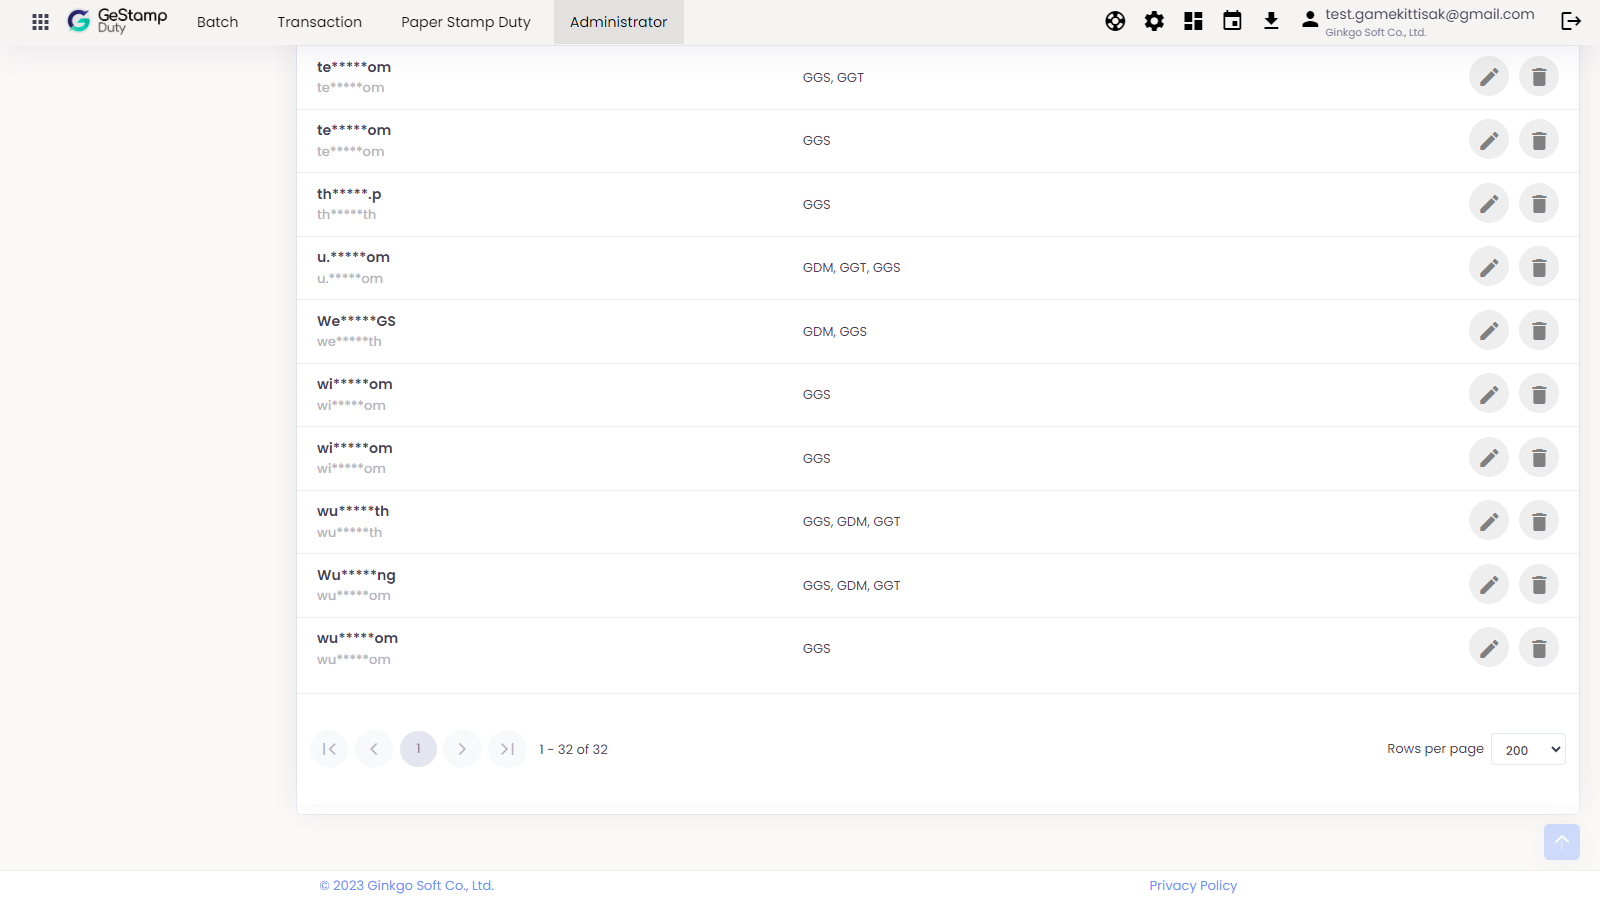 GeStamp
Duty
Batch
Transaction
Paper Stamp Duty
Administrator
test.gamekittisak@gmail.com
Ginkgo Soft Co., Ltd.
te*****om
te*****om
GGS, GGT
te*****om
te*****om
GGS
th*****.p
th*****th
GGS
u.*****om
u.*****om
GDM, GGT, GGS
We*****GS
we*****th
GDM, GGS
wi*****om
wi*****om
GGS
wi*****om
wi*****om
GGS
wu*****th
wu*****th
GGS, GDM, GGT
Wu*****ng
wu*****om
GGS, GDM, GGT
wu*****om
wu*****om
GGS
1
1 - 32 of 32
Rows per page
200
© 2023 Ginkgo Soft Co., Ltd.
Privacy Policy